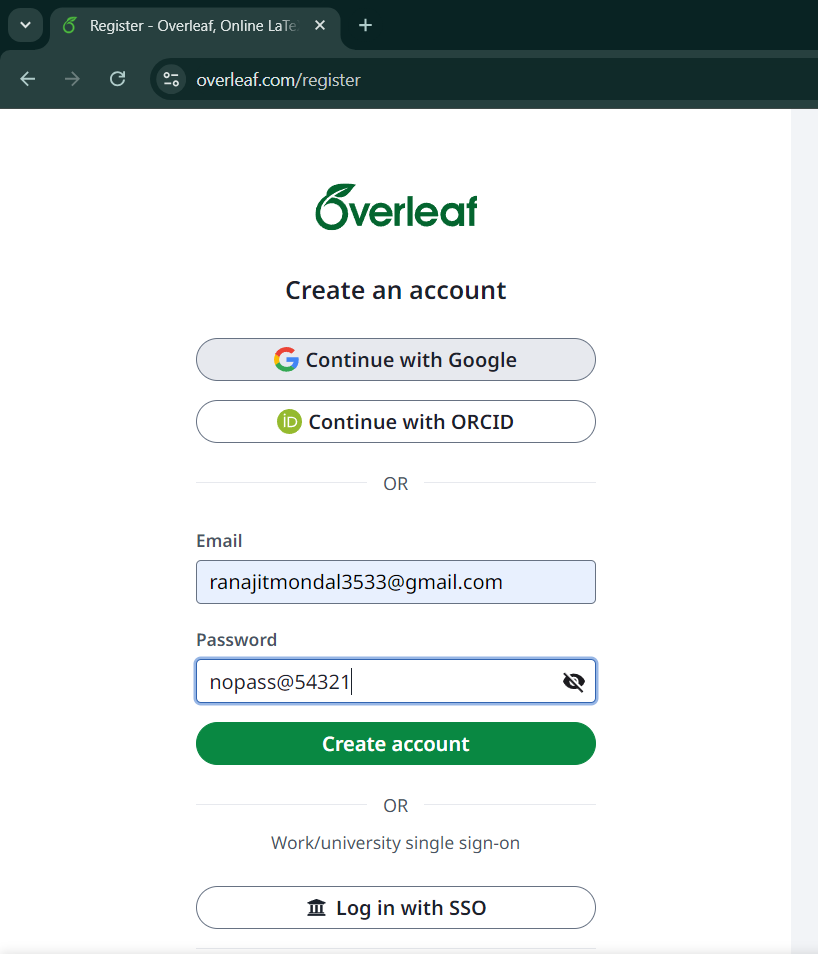 Register - Overleaf, Online LaTe
overleaf.com/register
Overleaf
Create an account
Continue with Google
iD Continue with ORCID
OR
Email
ranajitmondal3533@gmail.com
Password
nopass@54321
Create account
OR
Work/university single sign-on
Log in with SSO